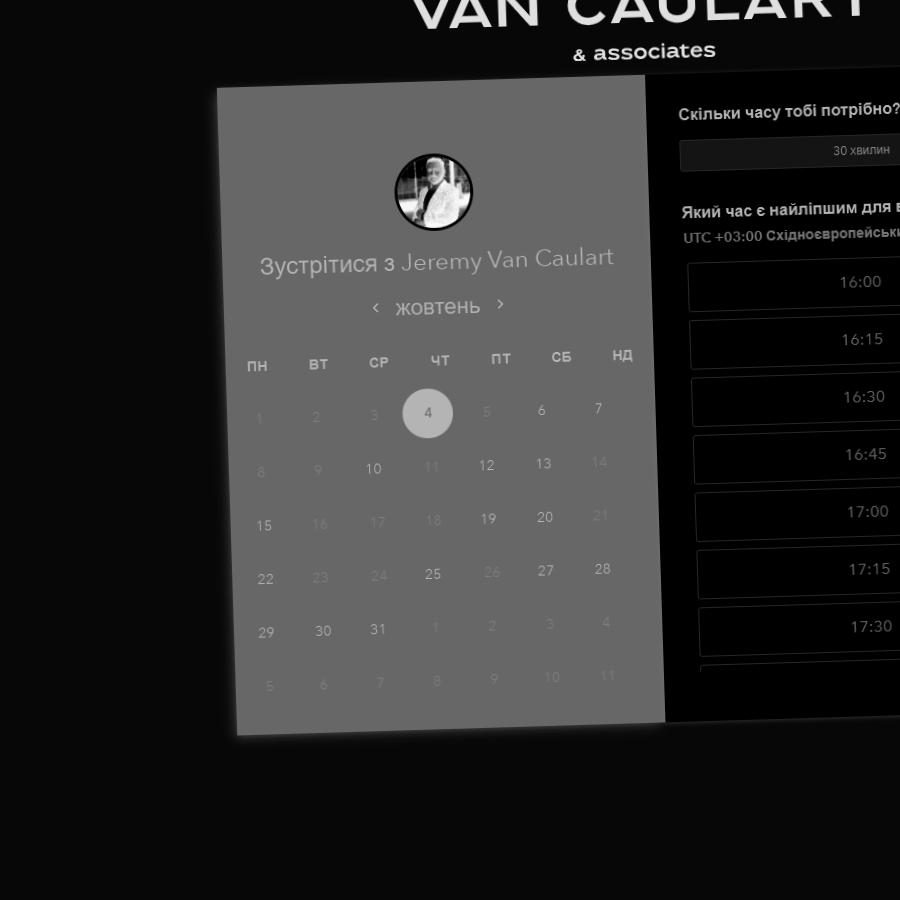 VAN CAULART
& associates
Зустрітися з Jeremy Van Caulart
жовтень
ПН ВТ СР ЧТ ПТ СБ НД
1 2 3 4 5 6 7
8 9 10 11 12 13 14
15 16 17 18 19 20 21
22 23 24 25 26 27 28
29 30 31 1 2 3 4
5 6 7 8 9 10 11
Скільки часу тобі потрібно?
30 хвилин
Який час є найліпшим для
UTC +03:00
16:00
16:15
16:30
16:45
17:00
17:15
17:30